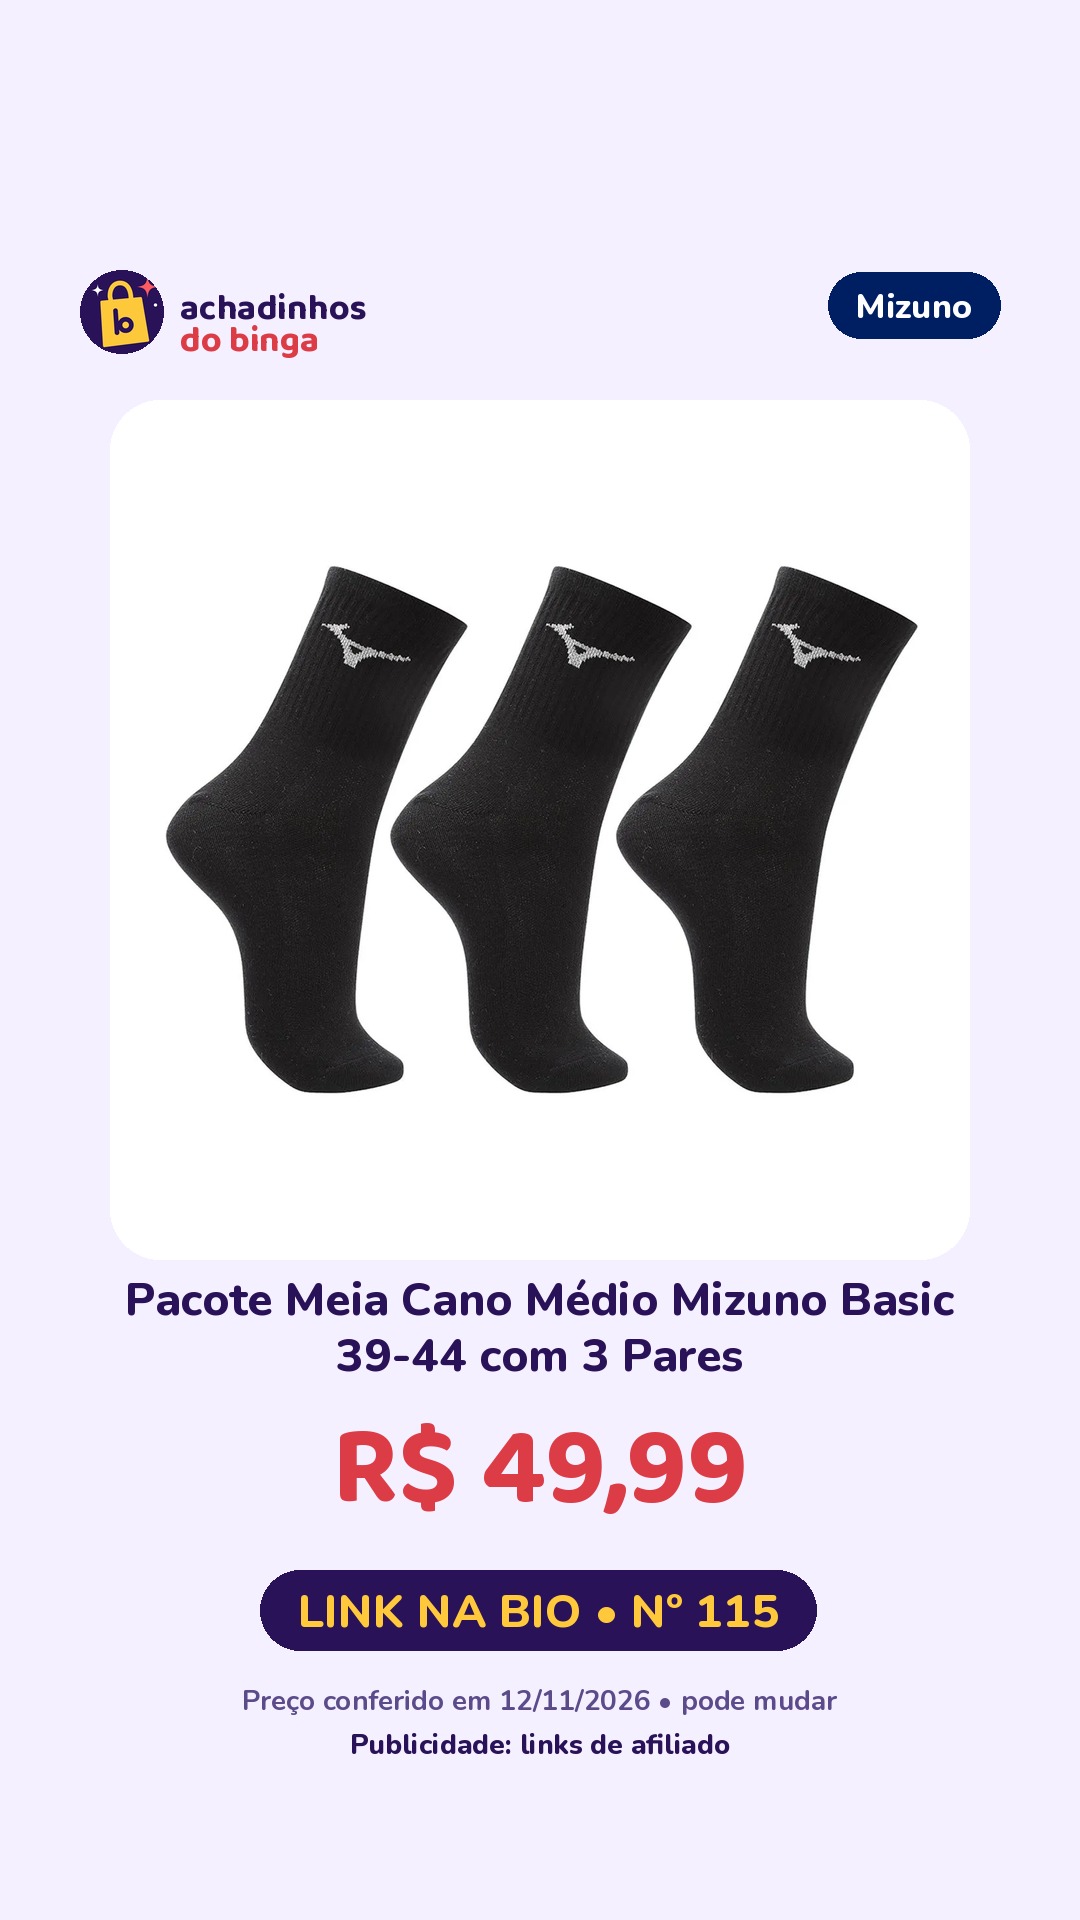 b
achadinhos
do binga
Mizuno
Pacote Meia Cano Médio Mizuno Basic
39-44 com 3 Pares
R$ 49,99
LINK NA BIO • Nº 115
Preço conferido em 12/11/2026 • pode mudar
Publicidade: links de afiliado